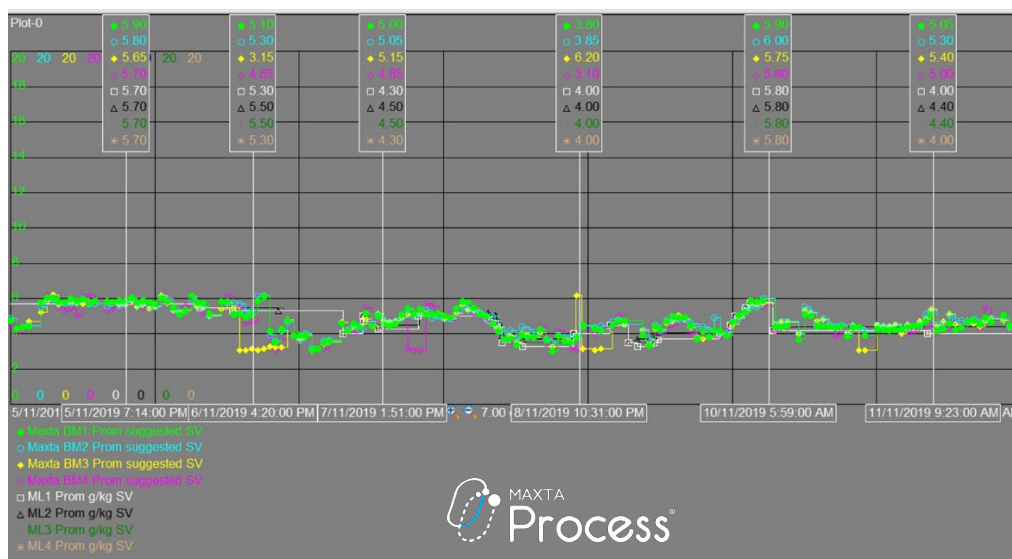 Plot-0
5.90 5.10 5.00 3.80 5.90 5.05
5.80 5.30 5.05 3.85 6.00 5.30
5.65 3.15 5.15 6.20 5.75 5.40
5.70 4.65 4.85 3.10 5.60 5.00
5.70 5.30 4.30 4.00 5.80 4.00
5.70 5.50 4.50 4.00 5.80 4.40
5.70 5.50 4.50 4.00 5.80 4.40
5.70 5.30 4.30 4.00 5.80 4.00
20 20 20 20 20 20
18
16
14
12
10
8
6
4
2
0 0 0 0 0 0 0 0
5/11/201 5/11/2019 7:14:00 PM 6/11/2019 4:20:00 PM 7/11/2019 1:51:00 PM 7.00 8/11/2019 10:31:00 PM 10/11/2019 5:59:00 AM 11/11/2019 9:23:00 AM
Maxta BM1 Prom suggested SV
Maxta BM2 Prom suggested SV
Maxta BM3 Prom suggested SV
Maxta BM4 Prom suggested SV
ML1 Prom g/kg SV
ML2 Prom g/kg SV
ML3 Prom g/kg SV
ML4 Prom g/kg SV
MAXTA
Process®